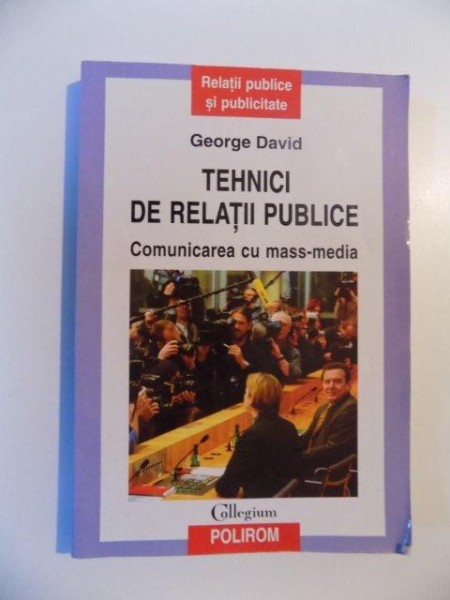 Relații publice
și publicitate
George David
TEHNICI
DE RELAȚII PUBLICE
Comunicarea cu mass-media
Collegium
POLIROM